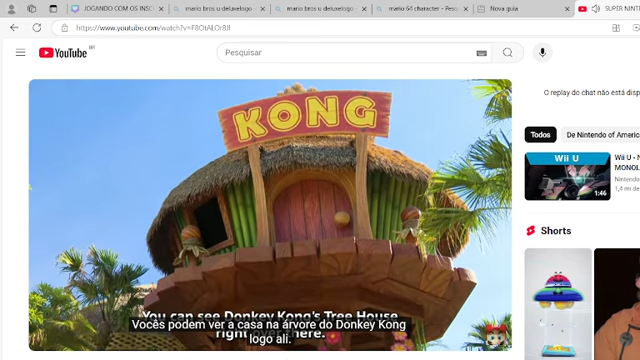 JOGANDO COM OS INSC
mario bros u deluxelogo -
mario bros u deluxelogo -
mario 64 character - Pesq
Nova guia
SUPER NINT
https://www.youtube.com/watch?v=
YouTube BR
Pesquisar
O replay do chat não está disp
KONG
Todos
De Nintendo of Americ
Wii U
Wii U - N
MONOL
Nintendo
1,4 mi de
1:46
Shorts
You can see Donkey Kong's Tree House
right over here.
Vocês podem ver a casa na árvore do Donkey Kong
logo ali.